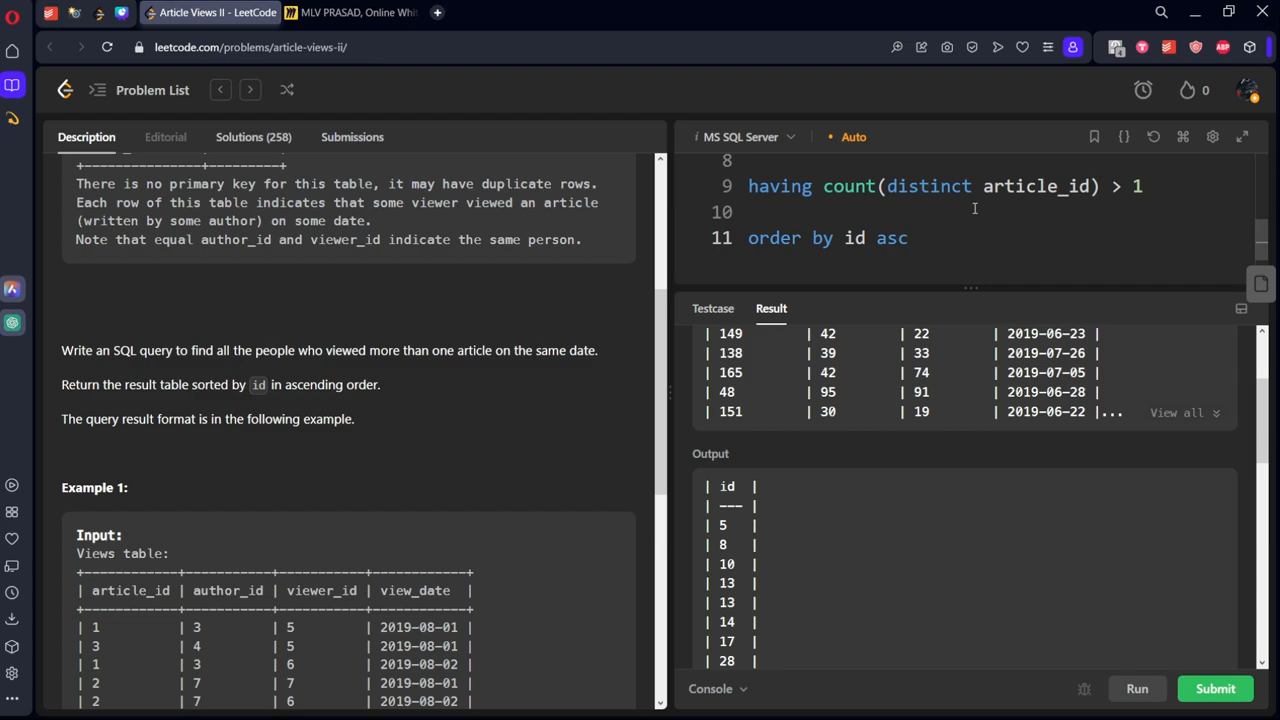 Article Views II - LeetCode
MLV PRASAD, Online Whit
leetcode.com/problems/article-views-ii/
ABP
Problem List
0
Description
Editorial
Solutions (258)
Submissions
There is no primary key for this table, it may have duplicate rows.
Each row of this table indicates that some viewer viewed an article
(written by some author) on some date.
Note that equal author_id and viewer_id indicate the same person.
Write an SQL query to find all the people who viewed more than one article on the same date.
Return the result table sorted by id in ascending order.
The query result format is in the following example.
Example 1:
Input:
Views table:
+------------+-----------+-----------+------------+
| article_id | author_id | viewer_id | view_date |
+------------+-----------+-----------+------------+
| 1 | 3 | 5 | 2019-08-01 |
| 3 | 4 | 5 | 2019-08-01 |
| 1 | 3 | 6 | 2019-08-02 |
| 2 | 7 | 7 | 2019-08-01 |
| 2 | 7 | 6 | 2019-08-02 |
MS SQL Server
Auto
8
9 having count(distinct article_id) > 1
10
11 order by id asc
Testcase
Result
| 149 | 42 | 22 | 2019-06-23 |
| 138 | 39 | 33 | 2019-07-26 |
| 165 | 42 | 74 | 2019-07-05 |
| 48 | 95 | 91 | 2019-06-28 |
| 151 | 30 | 19 | 2019-06-22 |...
View all
Output
| id |
| --- |
| 5 |
| 8 |
| 10 |
| 13 |
| 13 |
| 14 |
| 17 |
| 28 |
Console
Run
Submit